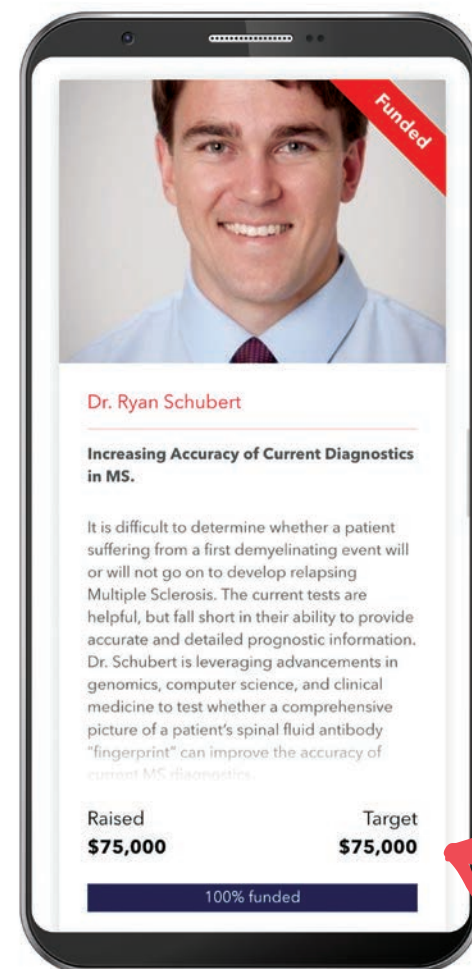 Funded
Dr. Ryan Schubert
Increasing Accuracy of Current Diagnostics
in MS.
It is difficult to determine whether a patient
suffering from a first demyelinating event will
or will not go on to develop relapsing
Multiple Sclerosis. The current tests are
helpful, but fall short in their ability to provide
accurate and detailed prognostic information.
Dr. Schubert is leveraging advancements in
genomics, computer science, and clinical
medicine to test whether a comprehensive
picture of a patient's spinal fluid antibody
"fingerprint" can improve the accuracy of
current MS diagnostics.
Raised Target
$75,000 $75,000
100% funded